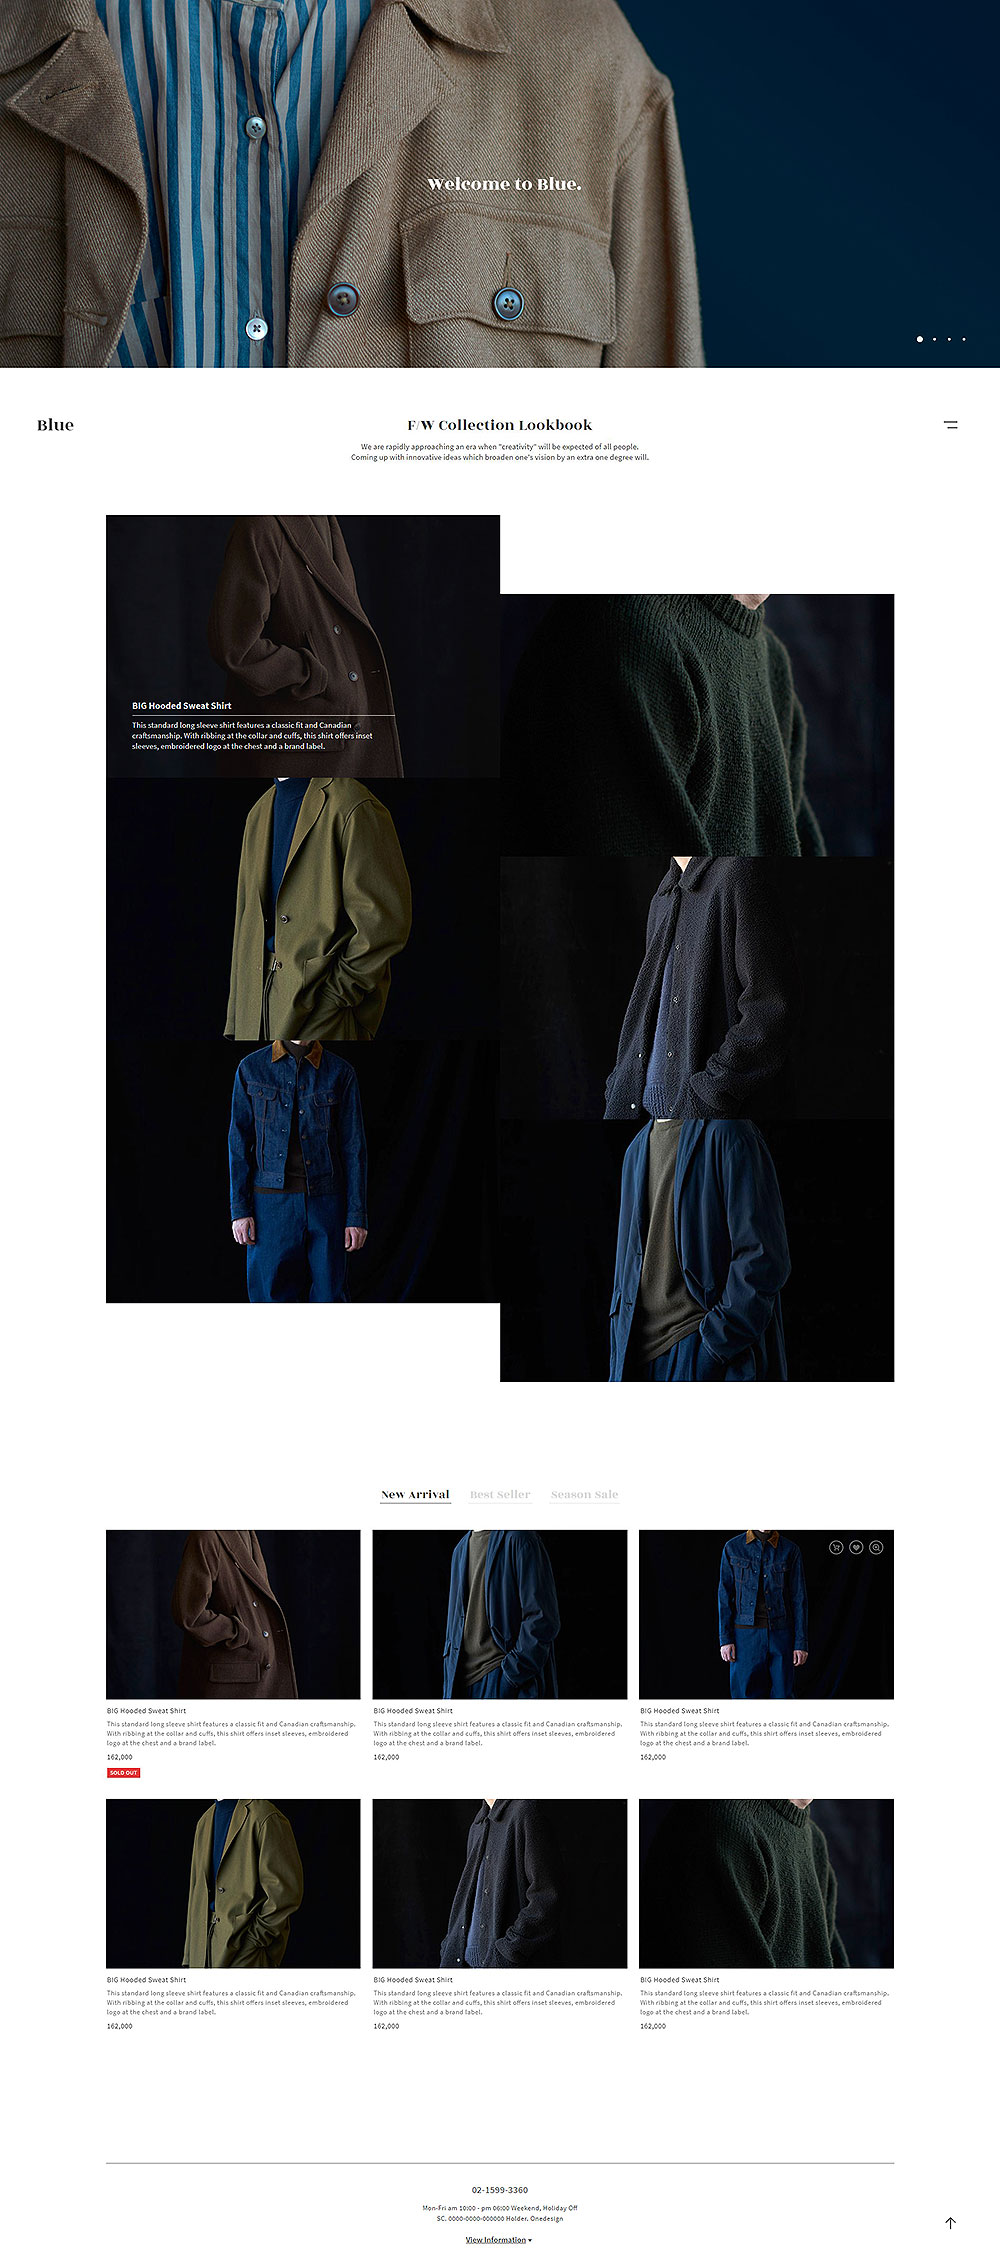 Welcome to Blue.
Blue
F/W Collection Lookbook
We are rapidly approaching an era when "creativity" will be expected of all people.
Coming up with innovative ideas which broaden one's vision by an extra one degree will.
BIG Hooded Sweat Shirt
This standard long sleeve shirt features a classic fit and Canadian
craftsmanship. With ribbing at the collar and cuffs, this shirt offers inset
sleeves, embroidered logo at the chest and a brand label.
New Arrival
Best Seller
Season Sale
BIG Hooded Sweat Shirt
This standard long sleeve shirt features a classic fit and Canadian craftsmanship.
With ribbing at the collar and cuffs, this shirt offers inset sleeves, embroidered
logo at the chest and a brand label.
162,000
SOLD OUT
BIG Hooded Sweat Shirt
This standard long sleeve shirt features a classic fit and Canadian craftsmanship.
With ribbing at the collar and cuffs, this shirt offers inset sleeves, embroidered
logo at the chest and a brand label.
162,000
BIG Hooded Sweat Shirt
This standard long sleeve shirt features a classic fit and Canadian craftsmanship.
With ribbing at the collar and cuffs, this shirt offers inset sleeves, embroidered
logo at the chest and a brand label.
162,000
BIG Hooded Sweat Shirt
This standard long sleeve shirt features a classic fit and Canadian craftsmanship.
With ribbing at the collar and cuffs, this shirt offers inset sleeves, embroidered
logo at the chest and a brand label.
162,000
BIG Hooded Sweat Shirt
This standard long sleeve shirt features a classic fit and Canadian craftsmanship.
With ribbing at the collar and cuffs, this shirt offers inset sleeves, embroidered
logo at the chest and a brand label.
162,000
BIG Hooded Sweat Shirt
This standard long sleeve shirt features a classic fit and Canadian craftsmanship.
With ribbing at the collar and cuffs, this shirt offers inset sleeves, embroidered
logo at the chest and a brand label.
162,000
02-1599-3360
Mon-Fri am 10:00 - pm 06:00 Weekend, Holiday Off
SC. 0000-0000-000000 Holder. Onedesign
View Information